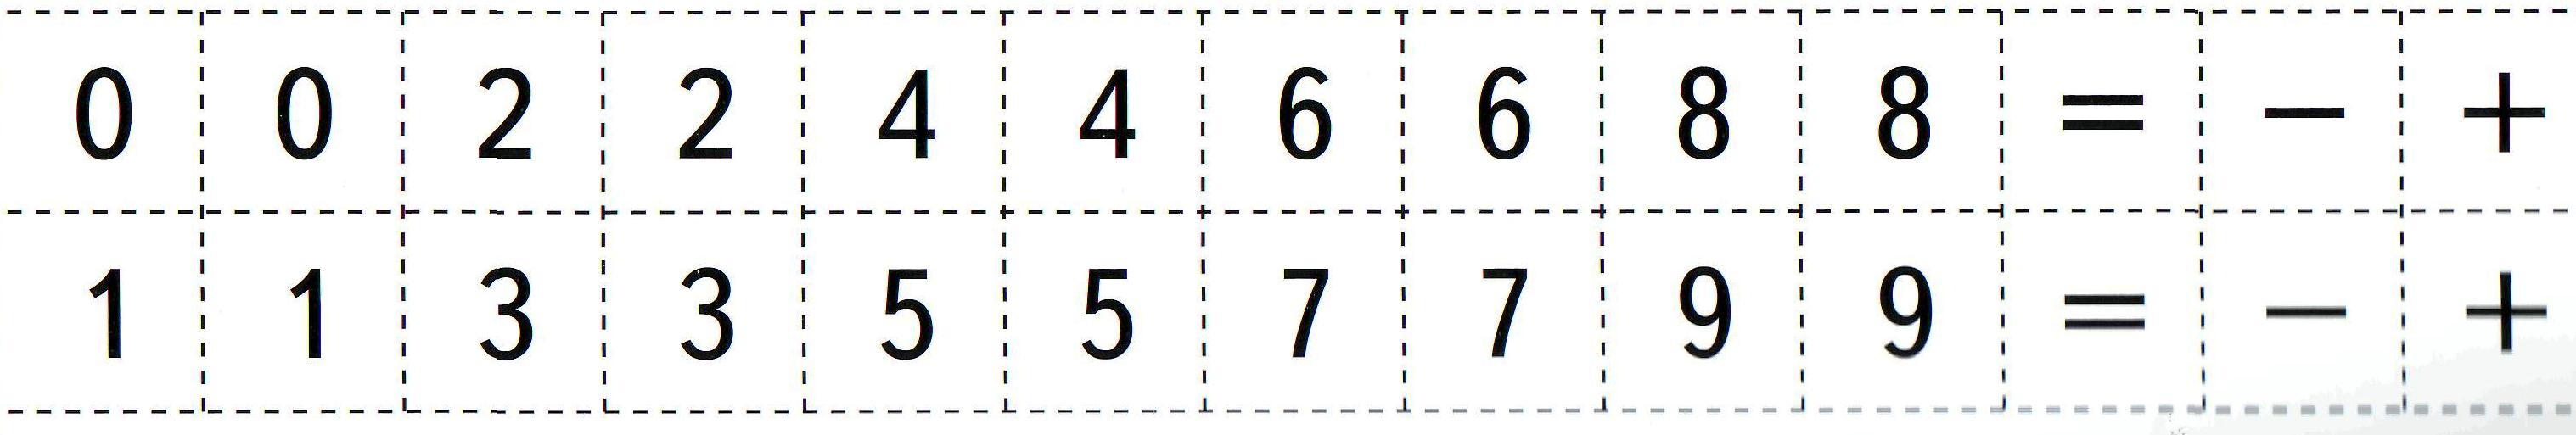 0 0 2 2 4 4 6 6 8 8 = − +
1 1 3 3 5 5 7 7 9 9 = − +